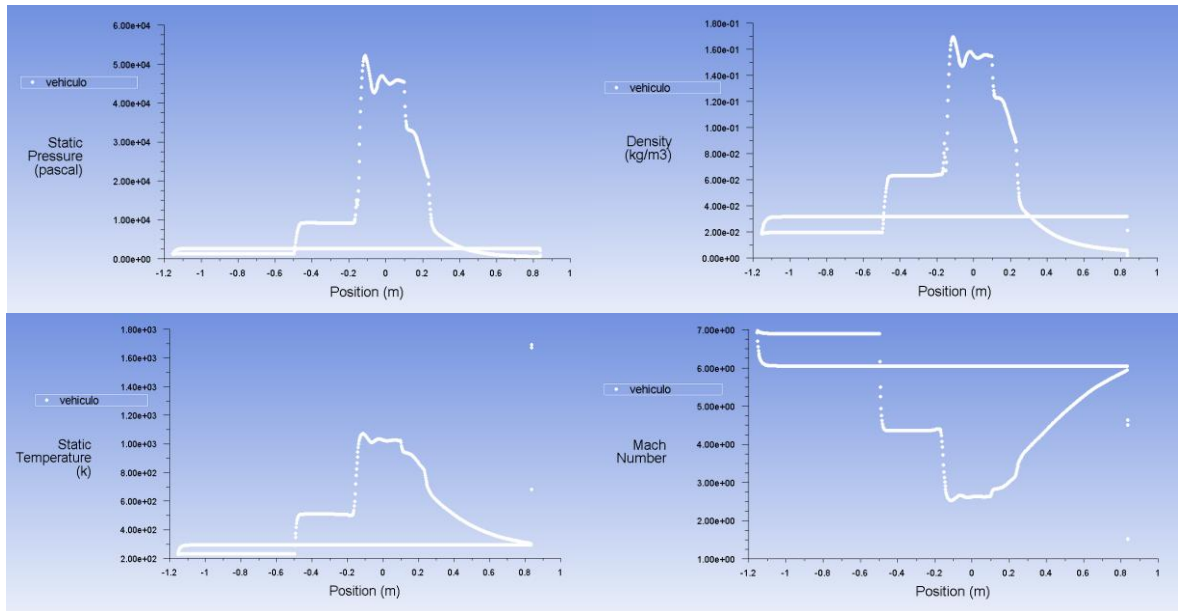 6.00e+04
5.00e+04
4.00e+04
3.00e+04
2.00e+04
1.00e+04
0.00e+00
vehiculo
Static
Pressure
(pascal)
-1.2 -1 -0.8 -0.6 -0.4 -0.2 0 0.2 0.4 0.6 0.8 1
Position (m)
1.80e-01
1.60e-01
1.40e-01
1.20e-01
1.00e-01
8.00e-02
6.00e-02
4.00e-02
2.00e-02
0.00e+00
vehiculo
Density
(kg/m3)
-1.2 -1 -0.8 -0.6 -0.4 -0.2 0 0.2 0.4 0.6 0.8 1
Position (m)
1.80e+03
1.60e+03
1.40e+03
1.20e+03
1.00e+03
8.00e+02
6.00e+02
4.00e+02
2.00e+02
vehiculo
Static
Temperature
(k)
-1.2 -1 -0.8 -0.6 -0.4 -0.2 0 0.2 0.4 0.6 0.8 1
Position (m)
7.00e+00
6.00e+00
5.00e+00
4.00e+00
3.00e+00
2.00e+00
1.00e+00
vehiculo
Mach
Number
-1.2 -1 -0.8 -0.6 -0.4 -0.2 0 0.2 0.4 0.6 0.8 1
Position (m)